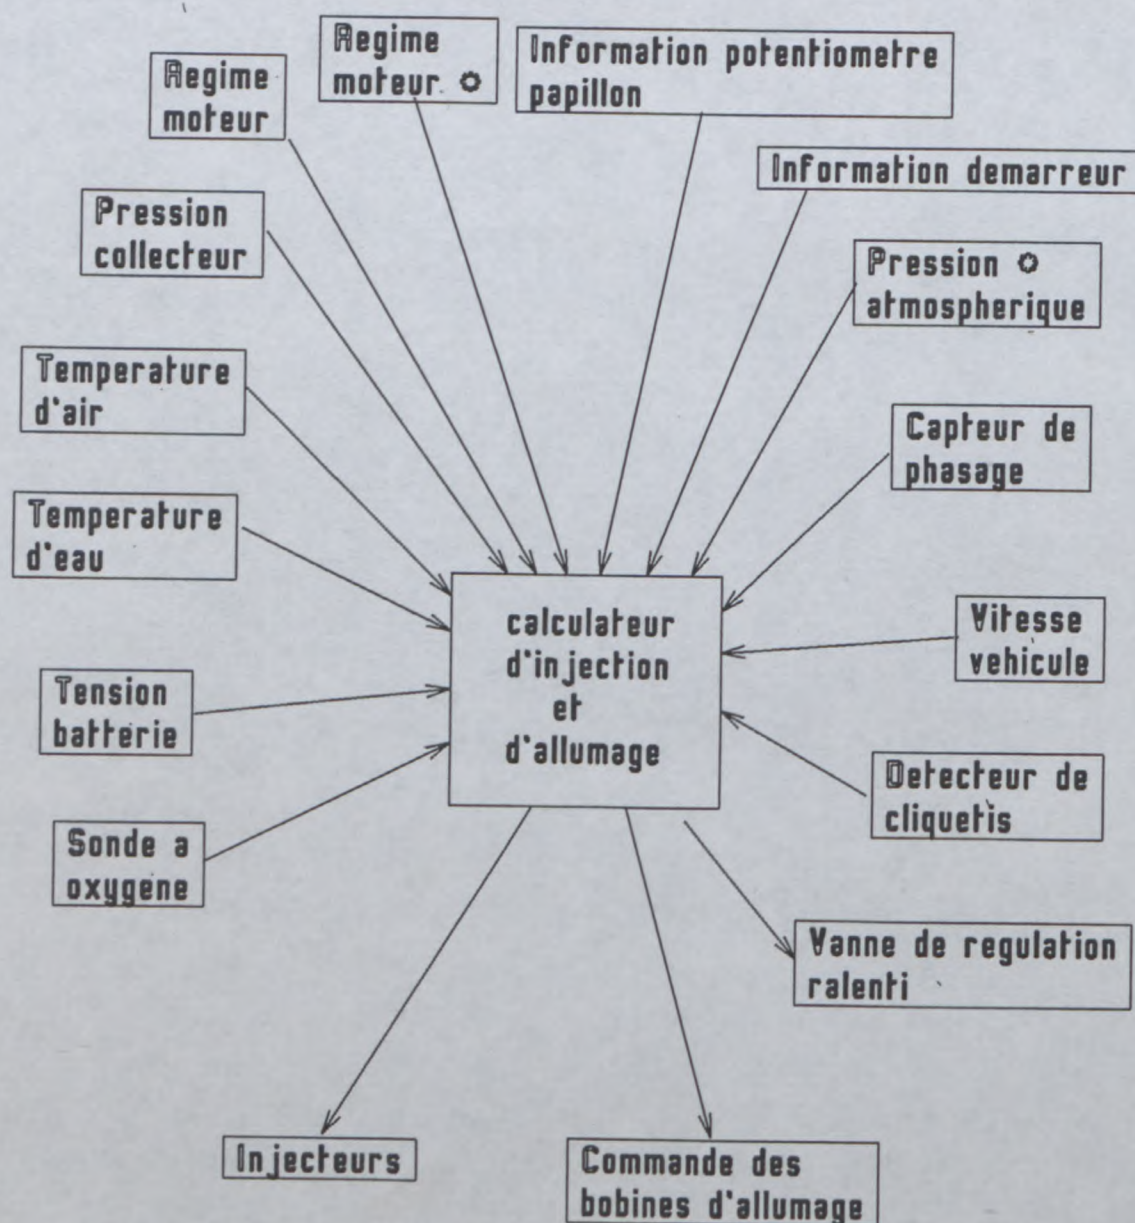 Regime
moteur ✡
Information potentiometre
papillon
Regime
moteur
Information demarreur
Pression
collecteur
Pression ✡
atmospherique
Temperature
d'air
Capteur de
phasage
Temperature
d'eau
calculateur
d'injection
et
d'allumage
Vitesse
vehicule
Tension
batterie
Detecteur de
cliquetis
Sonde a
oxygene
Vanne de regulation
ralenti
Injecteurs
Commande des
bobines d'allumage